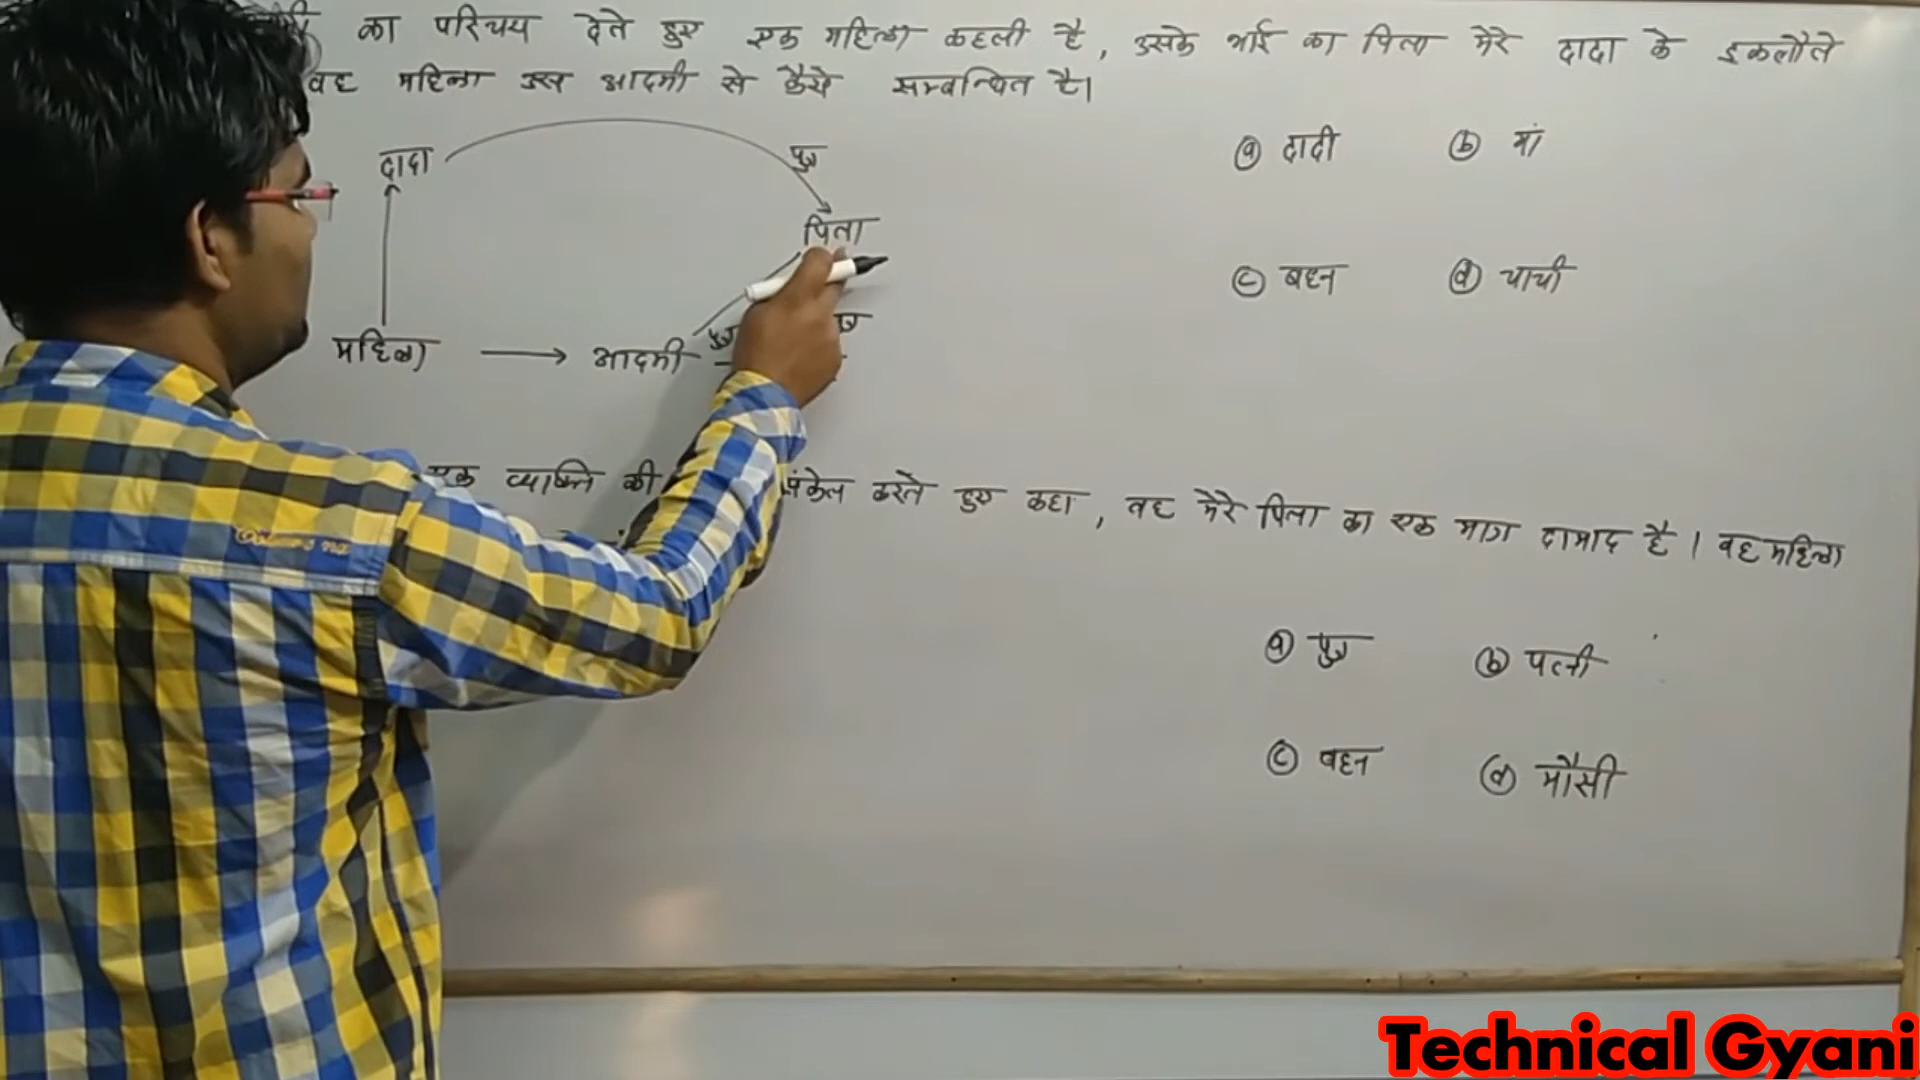 का परिचय देते हुए एक महिला कहती है, उसके भाई का पिता मेरे दादा के इकलौते
वह महिला उस आदमी से कैसे सम्बन्धित है।
दादा
पुत्र
पिता
महिला → आदमी
पुत्र
ⓐ दादी ⓑ मां
ⓒ बहन ⓓ चाची
एक व्यक्ति की संकेत करते हुए कहा, वह मेरे पिता का एक मात्र दामाद है। वह महिला
ⓐ पुत्र ⓑ पत्नी
ⓒ बहन ⓓ मौसी
Technical Gyani